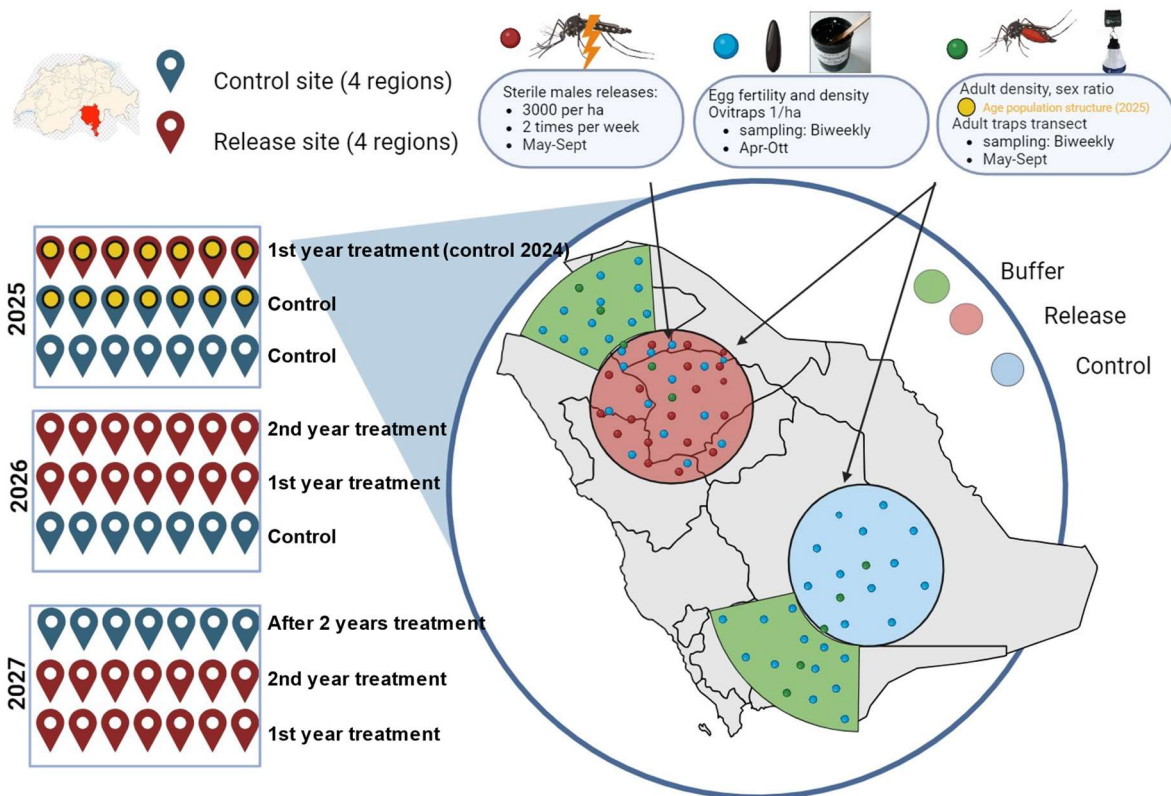 Control site (4 regions)
Release site (4 regions)
Sterile males releases:
• 3000 per ha
• 2 times per week
• May-Sept
Egg fertility and density
Ovitraps 1/ha
• sampling: Biweekly
• Apr-Ott
Adult density, sex ratio
Age population structure (2025)
Adult traps transect
• sampling: Biweekly
• May-Sept
Buffer
Release
Control
2025
1st year treatment (control 2024)
Control
Control
2026
2nd year treatment
1st year treatment
Control
2027
After 2 years treatment
2nd year treatment
1st year treatment